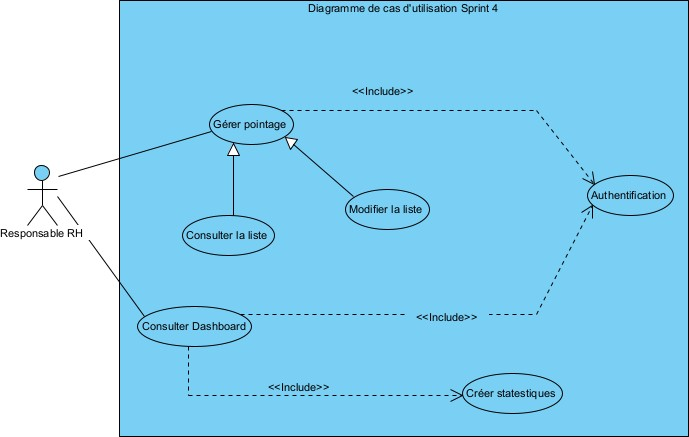 Diagramme de cas d'utilisation Sprint 4
<<Include>>
Gérer pointage
Authentification
Modifier la liste
Responsable RH
Consulter la liste
<<Include>>
Consulter Dashboard
<<Include>>
Créer statestiques